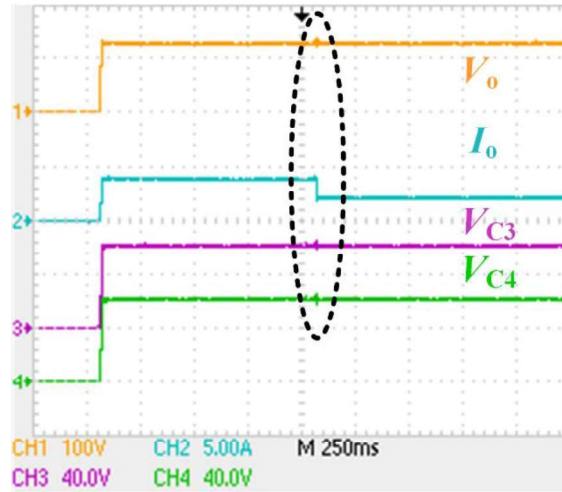 1
Vo
Io
2
VC3
VC4
3
4
CH1 100V CH2 5.00A M 250ms
CH3 40.0V CH4 40.0V